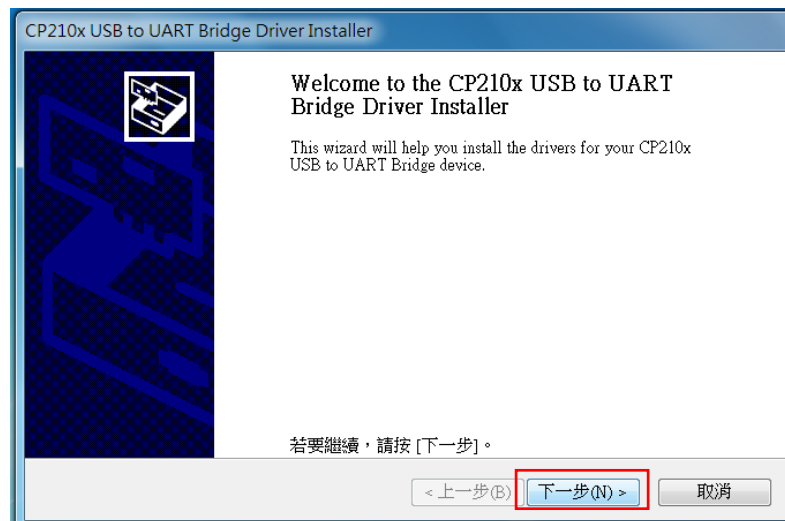 CP210x USB to UART Bridge Driver Installer
Welcome to the CP210x USB to UART
Bridge Driver Installer
This wizard will help you install the drivers for your CP210x
USB to UART Bridge device.
若要繼續，請按 [下一步]。
< 上一步(B) 下一步(N) > 取消